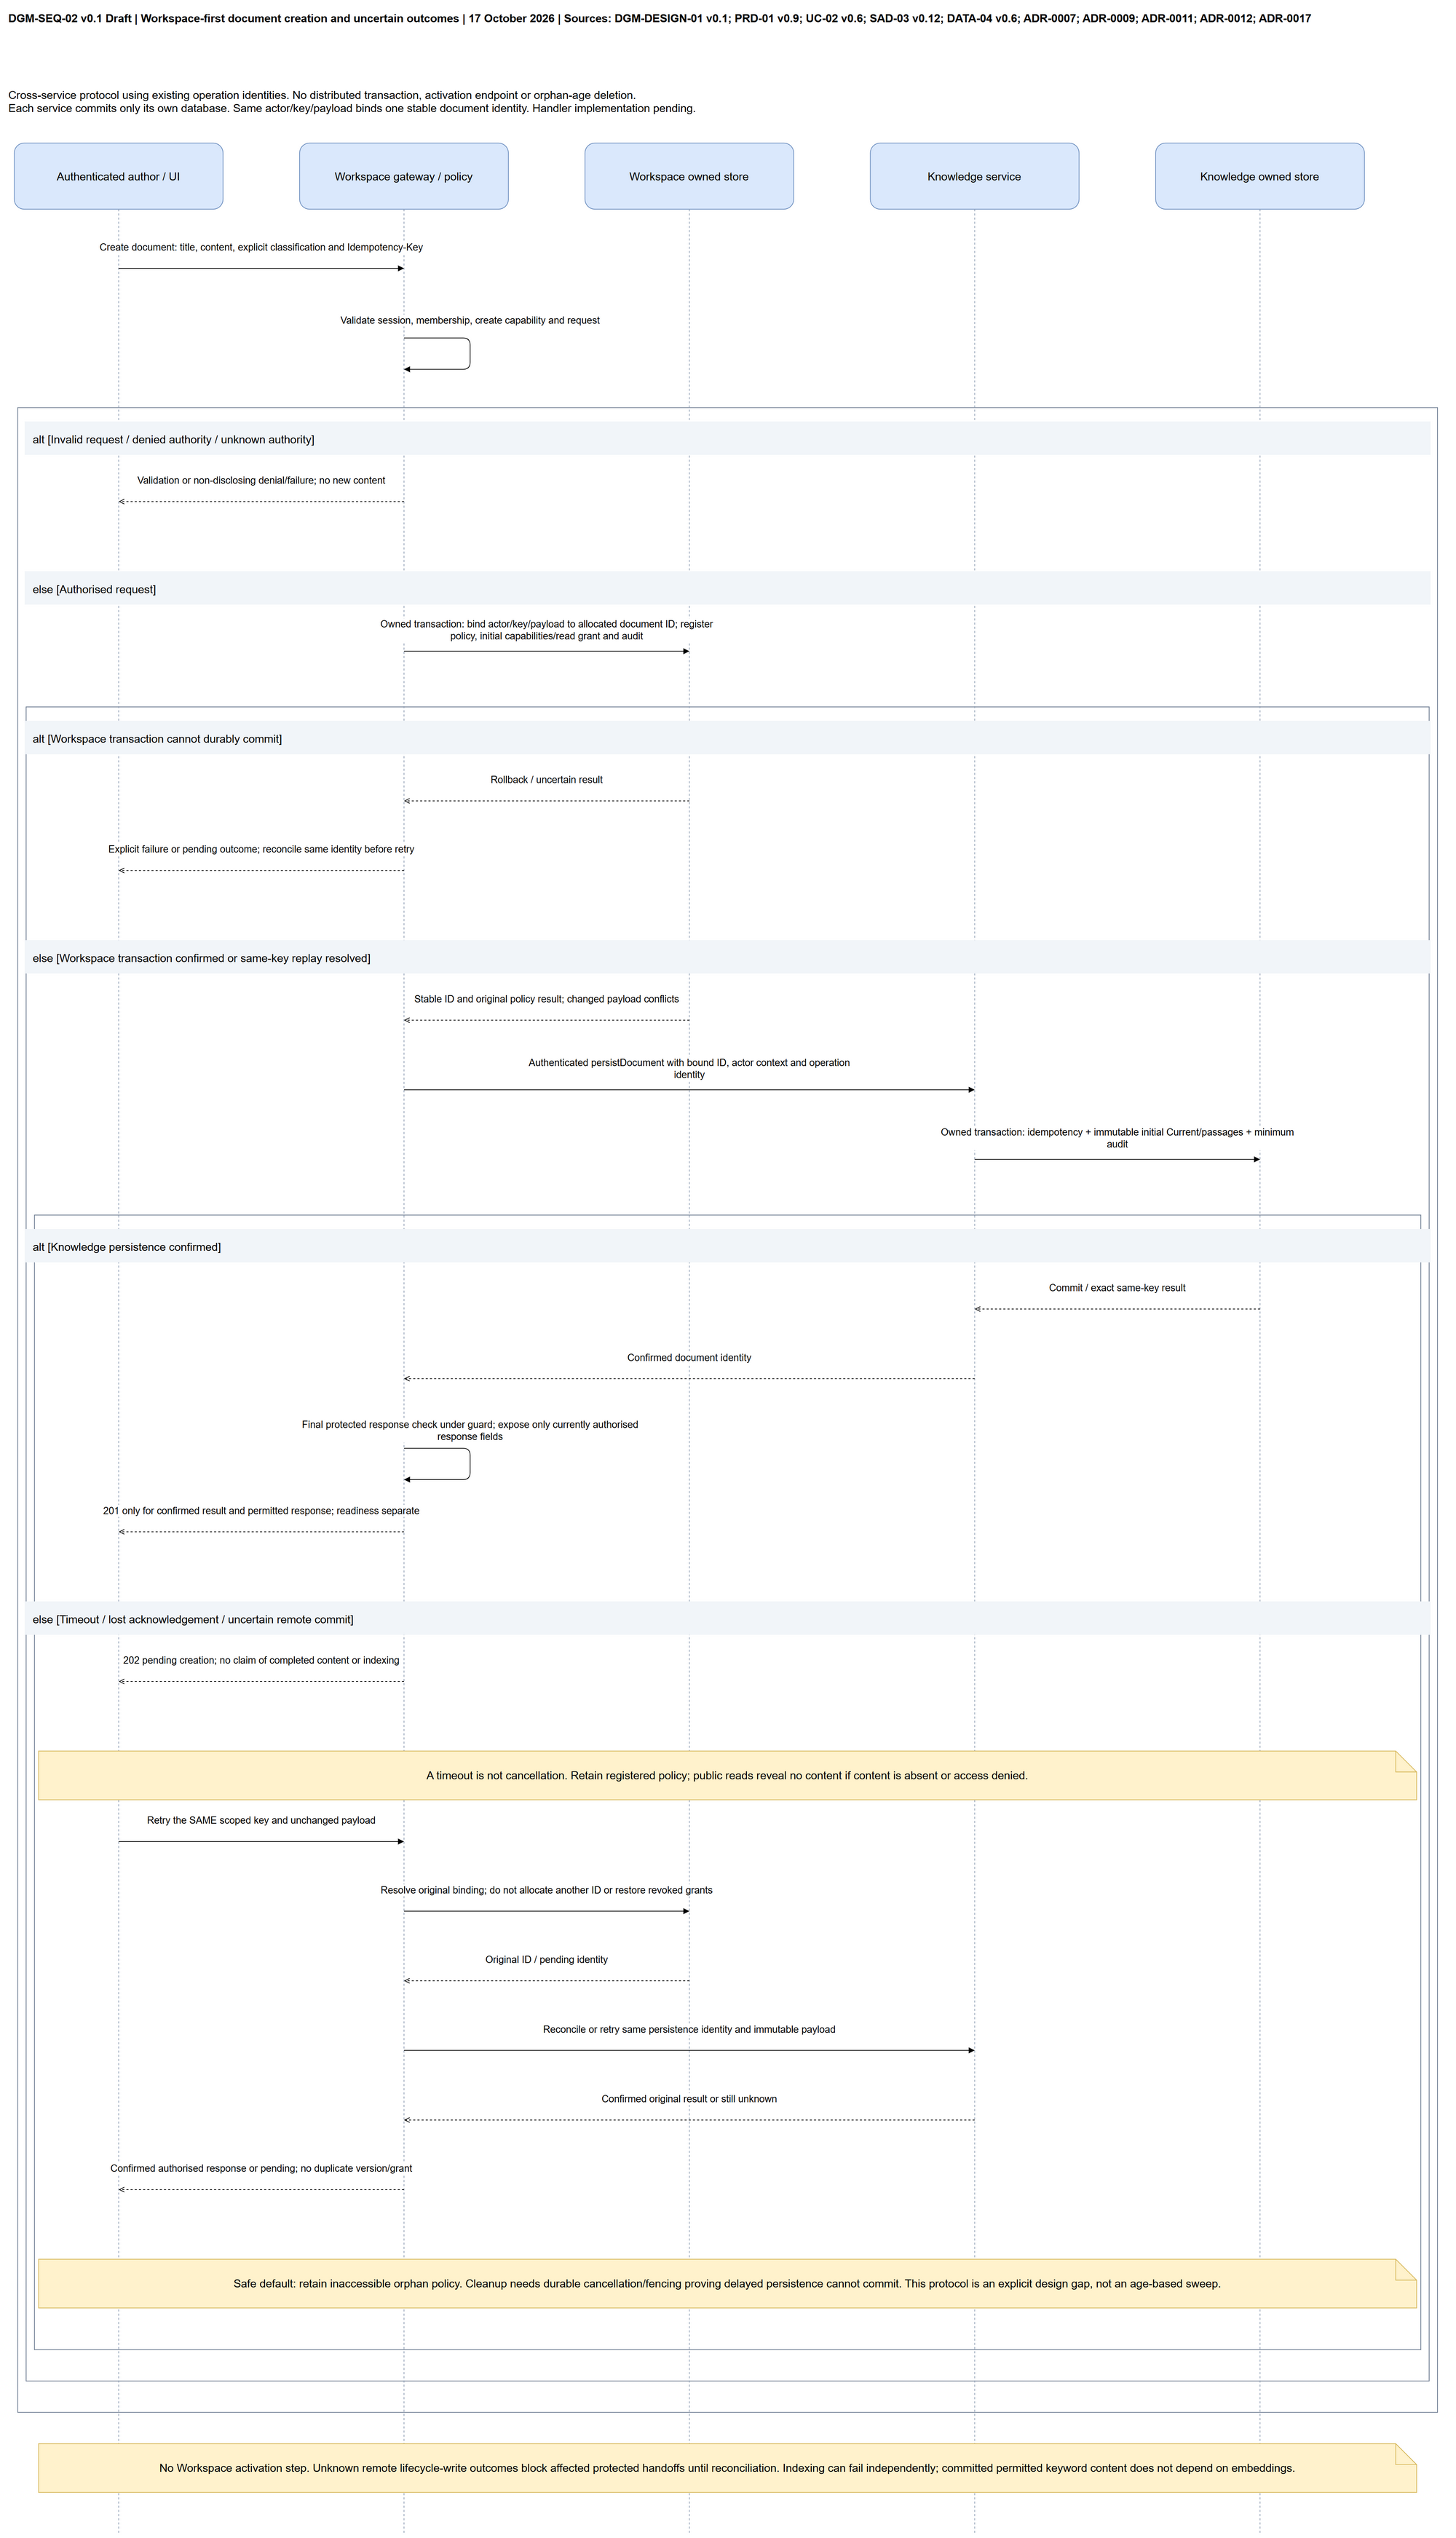 DGM-SEQ-02 v0.1 Draft | Workspace-first document creation and uncertain outcomes | 17 October 2026 | Sources: DGM-DESIGN-01 v0.1; PRD-01 v0.9; UC-02 v0.6; SAD-03 v0.12; DATA-04 v0.6; ADR-0007; ADR-0009; ADR-0011; ADR-0012; ADR-0017
Cross-service protocol using existing operation identities. No distributed transaction, activation endpoint or orphan-age deletion.
Each service commits only its own database. Same actor/key/payload binds one stable document identity. Handler implementation pending.
Authenticated author / UI
Workspace gateway / policy
Workspace owned store
Knowledge service
Knowledge owned store
Create document: title, content, explicit classification and Idempotency-Key
Validate session, membership, create capability and request
alt [Invalid request / denied authority / unknown authority]
Validation or non-disclosing denial/failure; no new content
else [Authorised request]
Owned transaction: bind actor/key/payload to allocated document ID; register
policy, initial capabilities/read grant and audit
alt [Workspace transaction cannot durably commit]
Rollback / uncertain result
Explicit failure or pending outcome; reconcile same identity before retry
else [Workspace transaction confirmed or same-key replay resolved]
Stable ID and original policy result; changed payload conflicts
Authenticated persistDocument with bound ID, actor context and operation
identity
Owned transaction: idempotency + immutable initial Current/passages + minimum
audit
alt [Knowledge persistence confirmed]
Commit / exact same-key result
Confirmed document identity
Final protected response check under guard; expose only currently authorised
response fields
201 only for confirmed result and permitted response; readiness separate
else [Timeout / lost acknowledgement / uncertain remote commit]
202 pending creation; no claim of completed content or indexing
A timeout is not cancellation. Retain registered policy; public reads reveal no content if content is absent or access denied.
Retry the SAME scoped key and unchanged payload
Resolve original binding; do not allocate another ID or restore revoked grants
Original ID / pending identity
Reconcile or retry same persistence identity and immutable payload
Confirmed original result or still unknown
Confirmed authorised response or pending; no duplicate version/grant
Safe default: retain inaccessible orphan policy. Cleanup needs durable cancellation/fencing proving delayed persistence cannot commit. This protocol is an explicit design gap, not an age-based sweep.
No Workspace activation step. Unknown remote lifecycle-write outcomes block affected protected handoffs until reconciliation. Indexing can fail independently; committed permitted keyword content does not depend on embeddings.